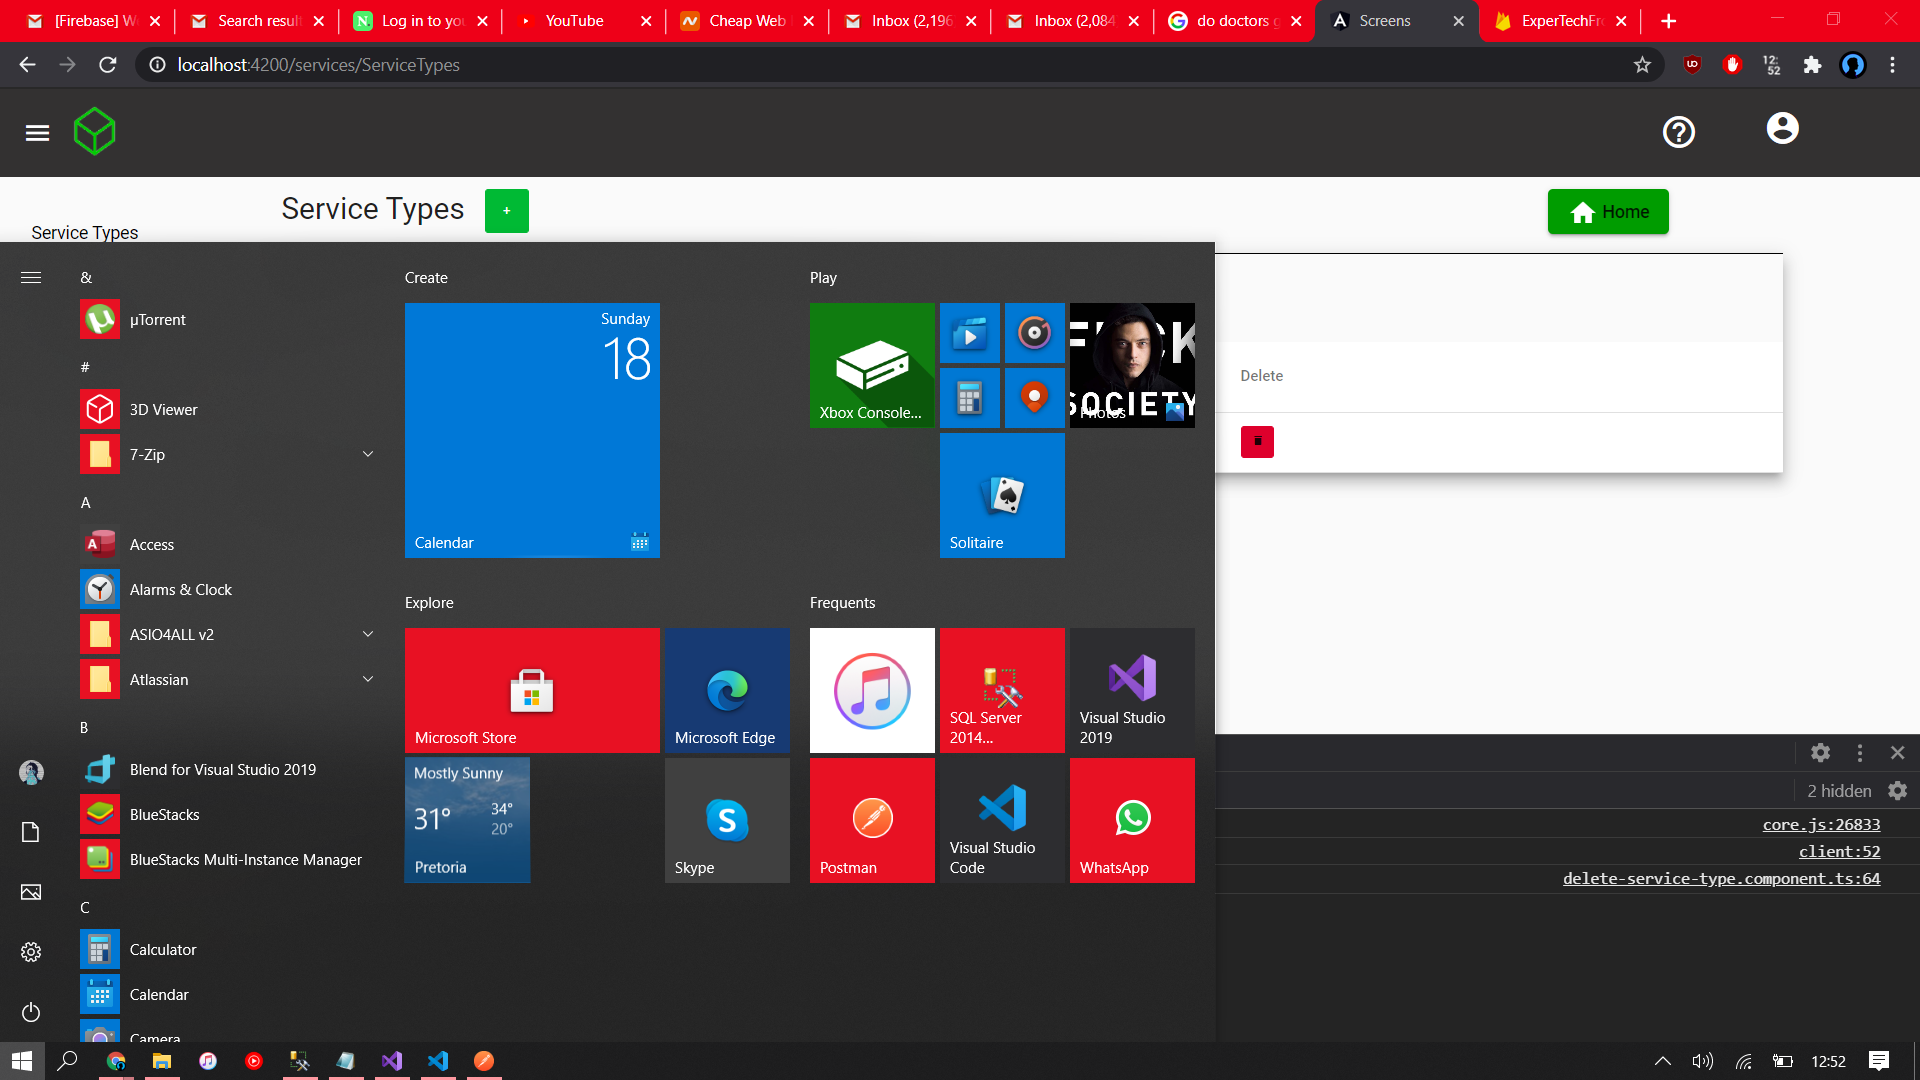 [Firebase] W
Search result
Log in to you
YouTube
Cheap Web
Inbox (2,196
Inbox (2,084
do doctors g
Screens
ExperTechFr
localhost:4200/services/ServiceTypes
12:
52
Service Types
+
Home
Service Types
Delete
&
µTorrent
#
3D Viewer
7-Zip
A
Access
Alarms & Clock
ASIO4ALL v2
Atlassian
B
Blend for Visual Studio 2019
BlueStacks
BlueStacks Multi-Instance Manager
C
Calculator
Calendar
Camera
Create
Sunday
18
Calendar
Play
Xbox Console...
SOCIETY
Photos
Solitaire
Explore
Microsoft Store
Microsoft Edge
Mostly Sunny
31°
34°
20°
Pretoria
Skype
Frequents
SQL Server
2014...
Visual Studio
2019
Postman
Visual Studio
Code
WhatsApp
2 hidden
core.js:26833
client:52
delete-service-type.component.ts:64
12:52